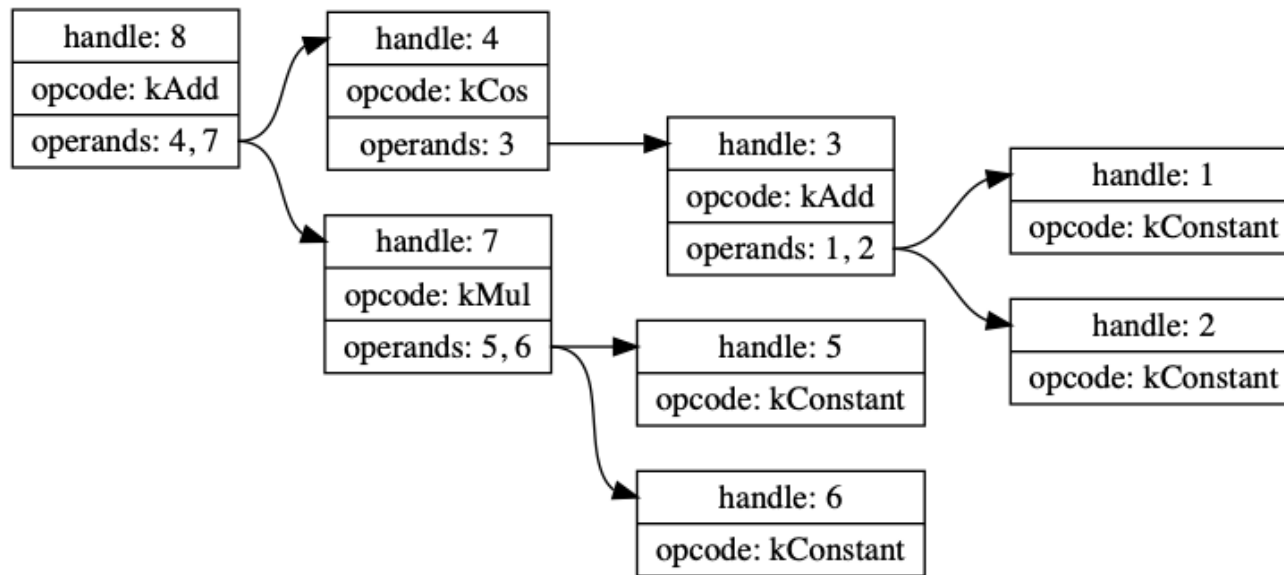 handle: 8
opcode: kAdd
operands: 4, 7
handle: 4
opcode: kCos
operands: 3
handle: 7
opcode: kMul
operands: 5, 6
handle: 3
opcode: kAdd
operands: 1, 2
handle: 5
opcode: kConstant
handle: 6
opcode: kConstant
handle: 1
opcode: kConstant
handle: 2
opcode: kConstant